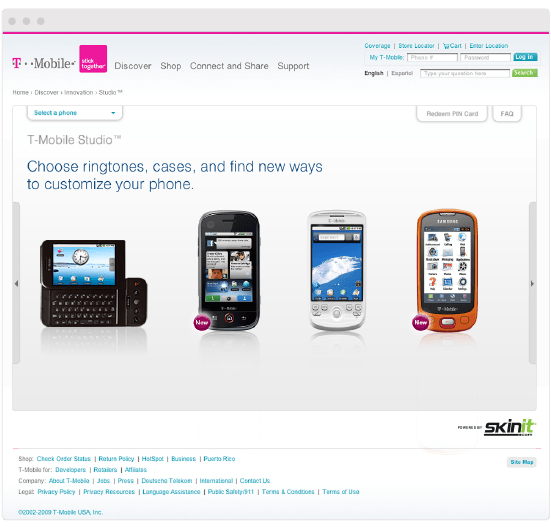 T··Mobile·
stick together™
Discover Shop Connect and Share Support
Coverage | Store Locator | Cart | Enter Location
My T-Mobile: Phone # Password Log in
English | Español Type your question here Search
Home › Discover › Innovation › Studio™
Select a phone
Redeem PIN Card FAQ
T-Mobile Studio™
Choose ringtones, cases, and find new ways
to customize your phone.
New
New
POWERED BY skinit
Shop: Check Order Status | Return Policy | HotSpot | Business | Puerto Rico
T-Mobile for: Developers | Retailers | Affiliates
Site Map
Company: About T-Mobile | Jobs | Press | Deutsche Telekom | International | Contact Us
Legal: Privacy Policy | Privacy Resources | Language Assistance | Public Safety/911 | Terms & Conditions | Terms of Use
©2002-2009 T-Mobile USA, Inc.